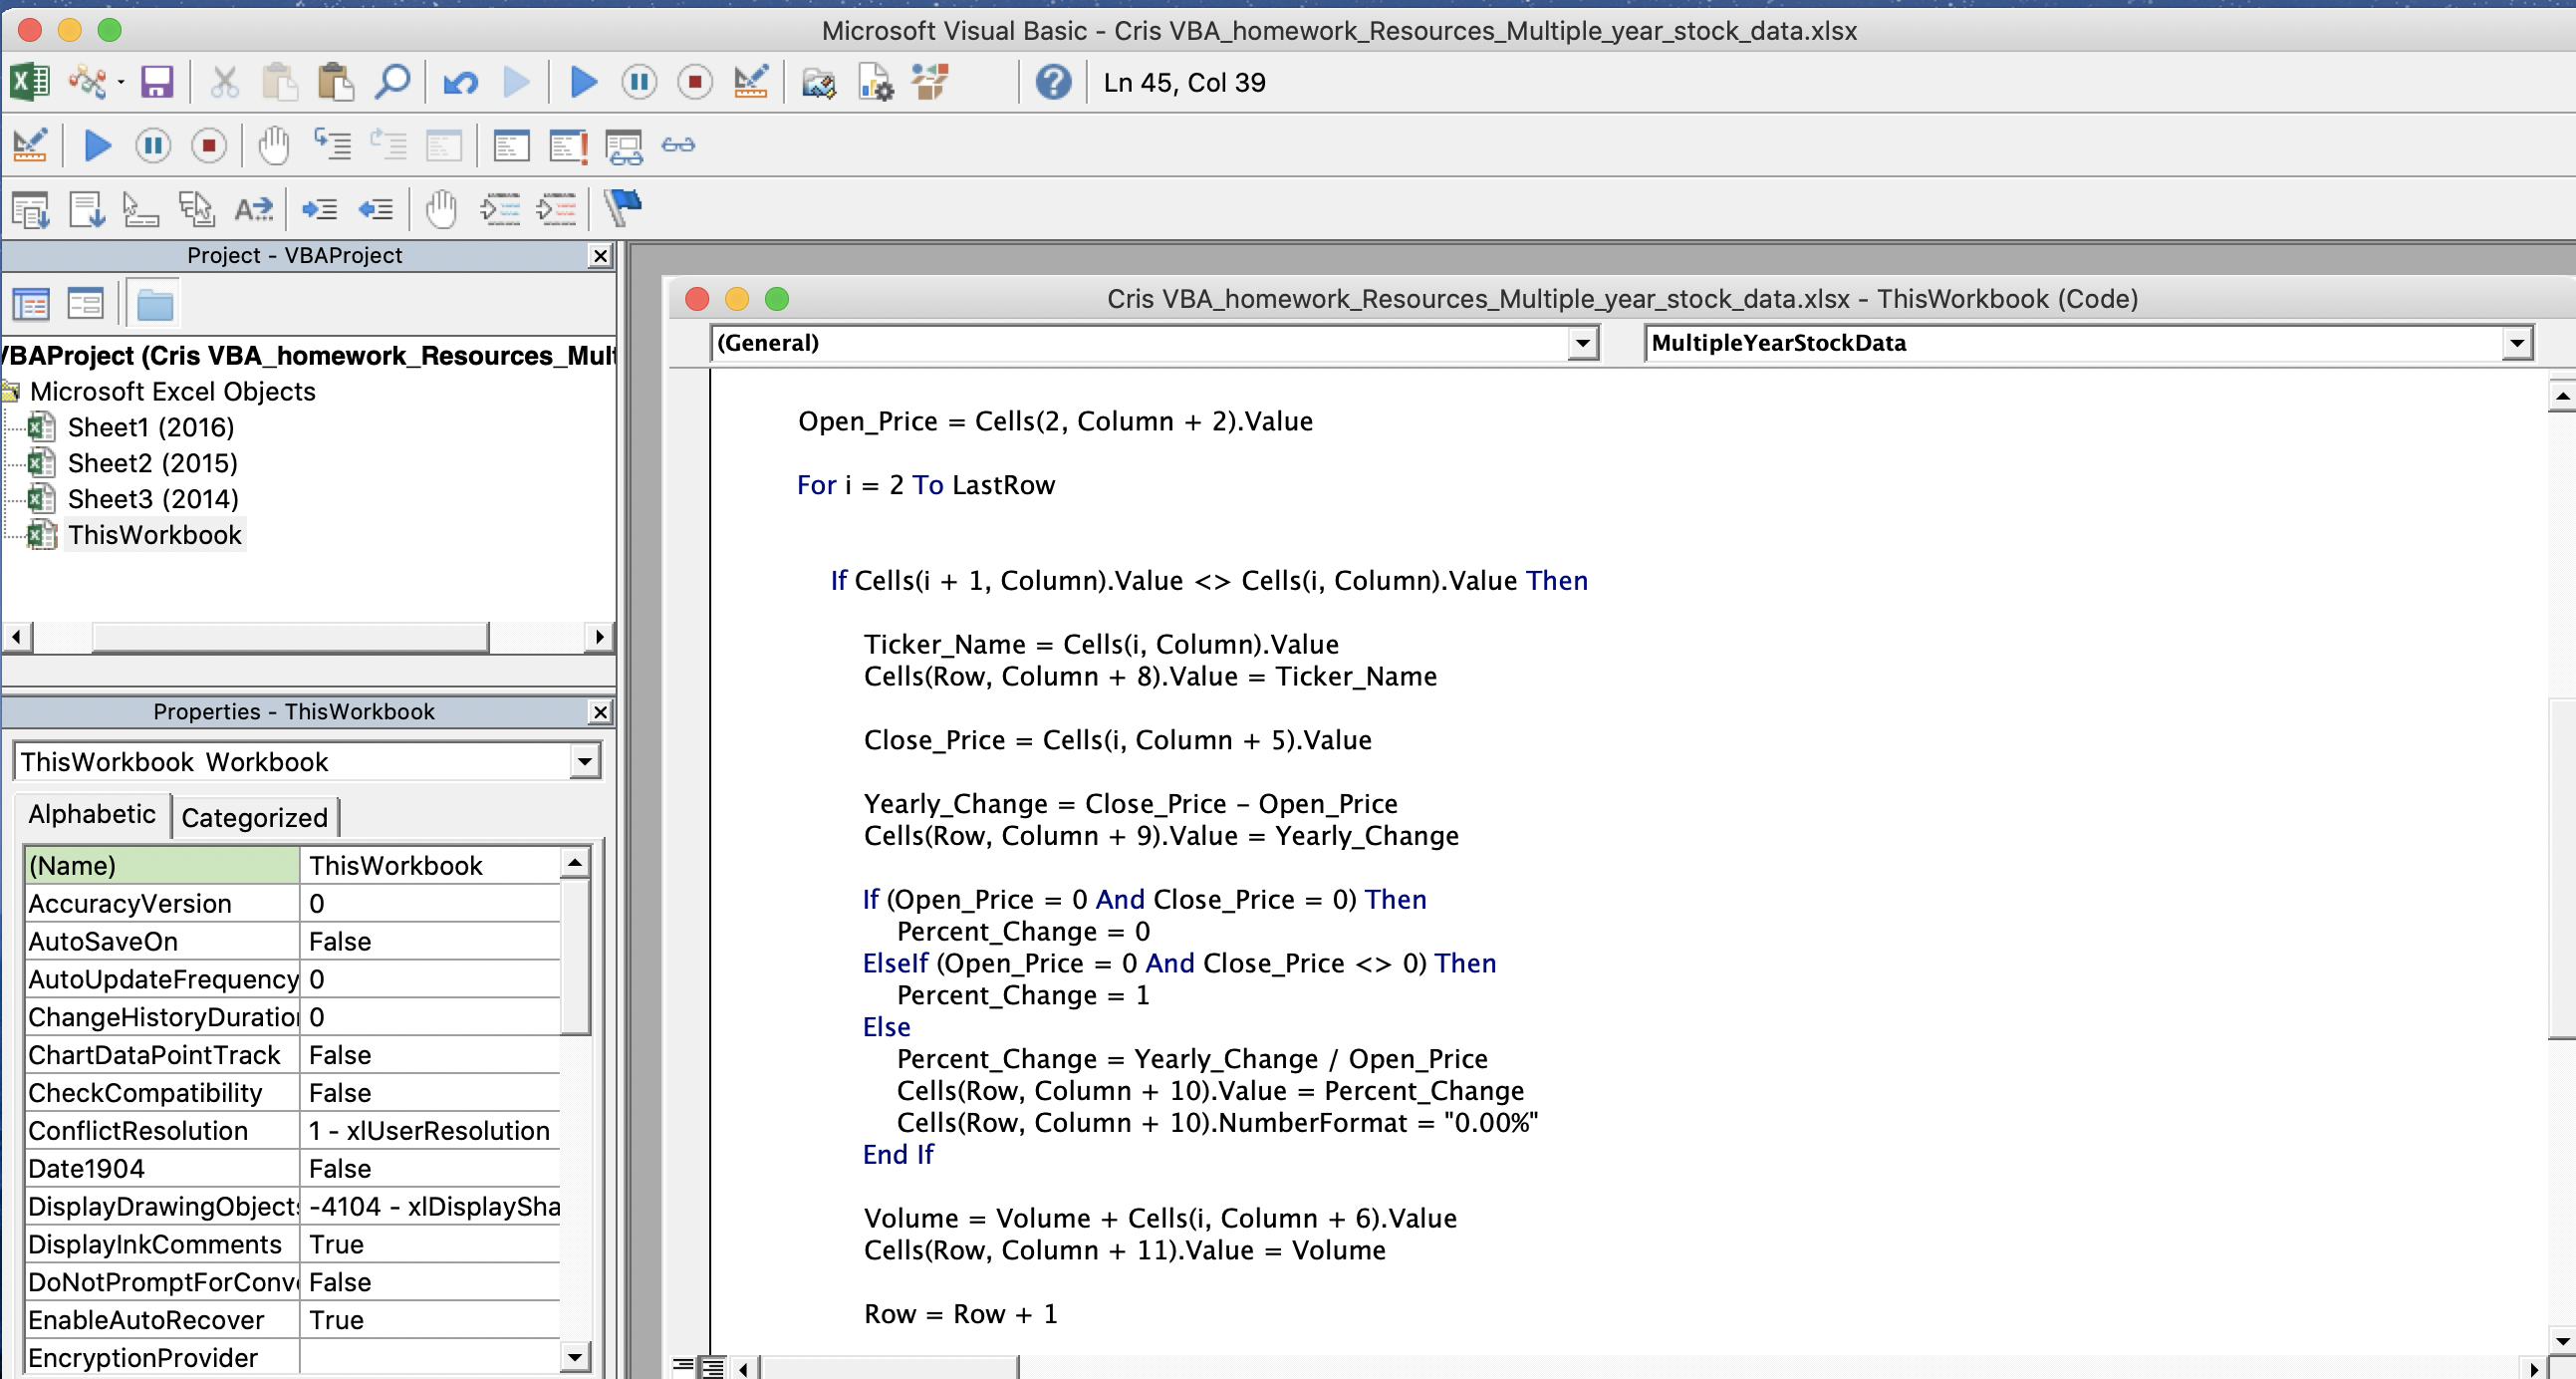 Microsoft Visual Basic - Cris VBA_homework_Resources_Multiple_year_stock_data.xlsx
Ln 45, Col 39
Project - VBAProject
VBAProject (Cris VBA_homework_Resources_Mul
Microsoft Excel Objects
Sheet1 (2016)
Sheet2 (2015)
Sheet3 (2014)
ThisWorkbook
Properties - ThisWorkbook
ThisWorkbook Workbook
Alphabetic Categorized
(Name) ThisWorkbook
AccuracyVersion 0
AutoSaveOn False
AutoUpdateFrequency 0
ChangeHistoryDuratio 0
ChartDataPointTrack False
CheckCompatibility False
ConflictResolution 1 - xlUserResolution
Date1904 False
DisplayDrawingObjects -4104 - xlDisplaySha
DisplayInkComments True
DoNotPromptForConv False
EnableAutoRecover True
EncryptionProvider
Cris VBA_homework_Resources_Multiple_year_stock_data.xlsx - ThisWorkbook (Code)
(General) MultipleYearStockData
Open_Price = Cells(2, Column + 2).Value
For i = 2 To LastRow
If Cells(i + 1, Column).Value <> Cells(i, Column).Value Then
Ticker_Name = Cells(i, Column).Value
Cells(Row, Column + 8).Value = Ticker_Name
Close_Price = Cells(i, Column + 5).Value
Yearly_Change = Close_Price - Open_Price
Cells(Row, Column + 9).Value = Yearly_Change
If (Open_Price = 0 And Close_Price = 0) Then
Percent_Change = 0
ElseIf (Open_Price = 0 And Close_Price <> 0) Then
Percent_Change = 1
Else
Percent_Change = Yearly_Change / Open_Price
Cells(Row, Column + 10).Value = Percent_Change
Cells(Row, Column + 10).NumberFormat = "0.00%"
End If
Volume = Volume + Cells(i, Column + 6).Value
Cells(Row, Column + 11).Value = Volume
Row = Row + 1